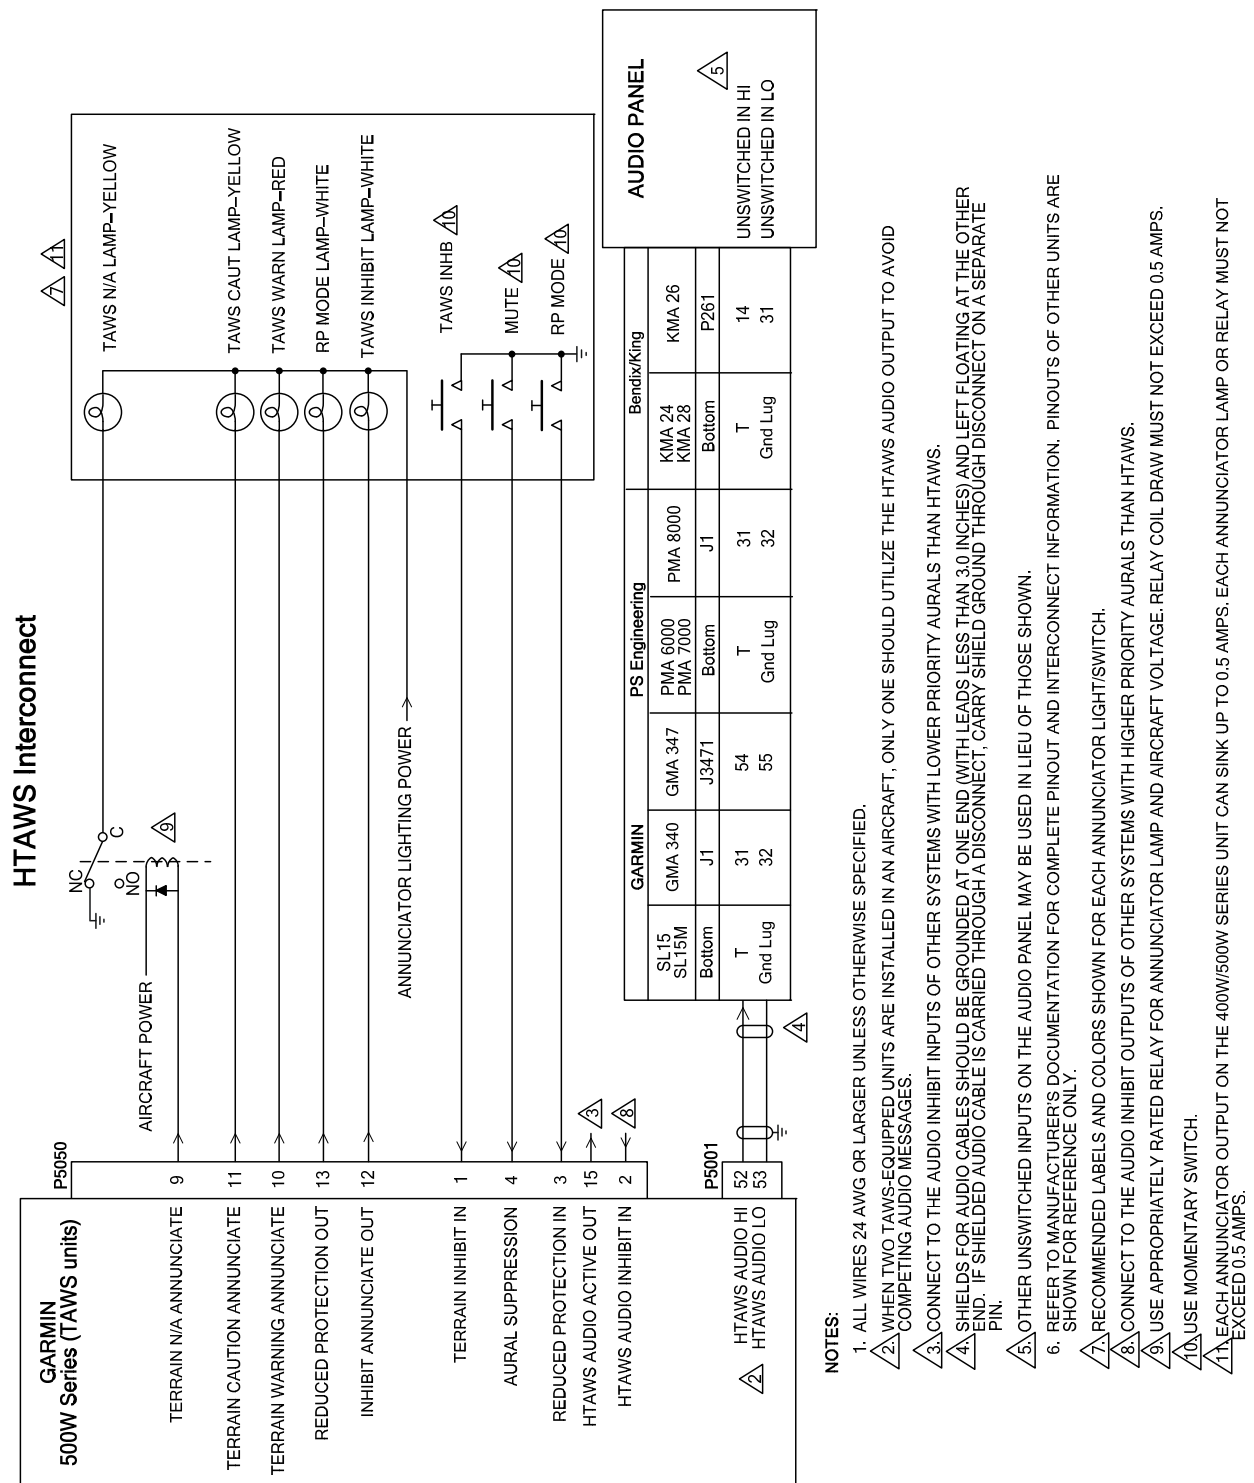 HTAWS Interconnect
GARMIN
500W Series (TAWS units)
P5050
TERRAIN N/A ANNUNCIATE 9
TERRAIN CAUTION ANNUNCIATE 11
TERRAIN WARNING ANNUNCIATE 10
REDUCED PROTECTION OUT 13
INHIBIT ANNUNCIATE OUT 12
TERRAIN INHIBIT IN 1
AURAL SUPPRESSION 4
REDUCED PROTECTION IN 3
HTAWS AUDIO ACTIVE OUT 15 3
HTAWS AUDIO INHIBIT IN 2 8
P5001
2 HTAWS AUDIO HI 52
HTAWS AUDIO LO 53
AIRCRAFT POWER
NC
NO
C
9
ANNUNCIATOR LIGHTING POWER
7 11
TAWS N/A LAMP–YELLOW
TAWS CAUT LAMP–YELLOW
TAWS WARN LAMP–RED
RP MODE LAMP–WHITE
TAWS INHIBIT LAMP–WHITE
TAWS INHB 10
MUTE 10
RP MODE 10
4
GARMIN PS Engineering Bendix/King
SL15
SL15M GMA 340 GMA 347 PMA 6000
PMA 7000 PMA 8000 KMA 24
KMA 28 KMA 26
Bottom J1 J3471 Bottom J1 Bottom P261
T 31 54 T 31 T 14
Gnd Lug 32 55 Gnd Lug 32 Gnd Lug 31
AUDIO PANEL
5
UNSWITCHED IN HI
UNSWITCHED IN LO
NOTES:
1. ALL WIRES 24 AWG OR LARGER UNLESS OTHERWISE SPECIFIED.
2. WHEN TWO TAWS-EQUIPPED UNITS ARE INSTALLED IN AN AIRCRAFT, ONLY ONE SHOULD UTILIZE THE HTAWS AUDIO OUTPUT TO AVOID
COMPETING AUDIO MESSAGES.
3. CONNECT TO THE AUDIO INHIBIT INPUTS OF OTHER SYSTEMS WITH LOWER PRIORITY AURALS THAN HTAWS.
4. SHIELDS FOR AUDIO CABLES SHOULD BE GROUNDED AT ONE END (WITH LEADS LESS THAN 3.0 INCHES) AND LEFT FLOATING AT THE OTHER
END. IF SHIELDED AUDIO CABLE IS CARRIED THROUGH A DISCONNECT, CARRY SHIELD GROUND THROUGH DISCONNECT ON A SEPARATE
PIN.
5. OTHER UNSWITCHED INPUTS ON THE AUDIO PANEL MAY BE USED IN LIEU OF THOSE SHOWN.
6. REFER TO MANUFACTURER'S DOCUMENTATION FOR COMPLETE PINOUT AND INTERCONNECT INFORMATION. PINOUTS OF OTHER UNITS ARE
SHOWN FOR REFERENCE ONLY.
7. RECOMMENDED LABELS AND COLORS SHOWN FOR EACH ANNUNCIATOR LIGHT/SWITCH.
8. CONNECT TO THE AUDIO INHIBIT OUTPUTS OF OTHER SYSTEMS WITH HIGHER PRIORITY AURALS THAN HTAWS.
9. USE APPROPRIATELY RATED RELAY FOR ANNUNCIATOR LAMP AND AIRCRAFT VOLTAGE. RELAY COIL DRAW MUST NOT EXCEED 0.5 AMPS.
10. USE MOMENTARY SWITCH.
11. EACH ANNUNCIATOR OUTPUT ON THE 400W/500W SERIES UNIT CAN SINK UP TO 0.5 AMPS. EACH ANNUNCIATOR LAMP OR RELAY MUST NOT
EXCEED 0.5 AMPS.